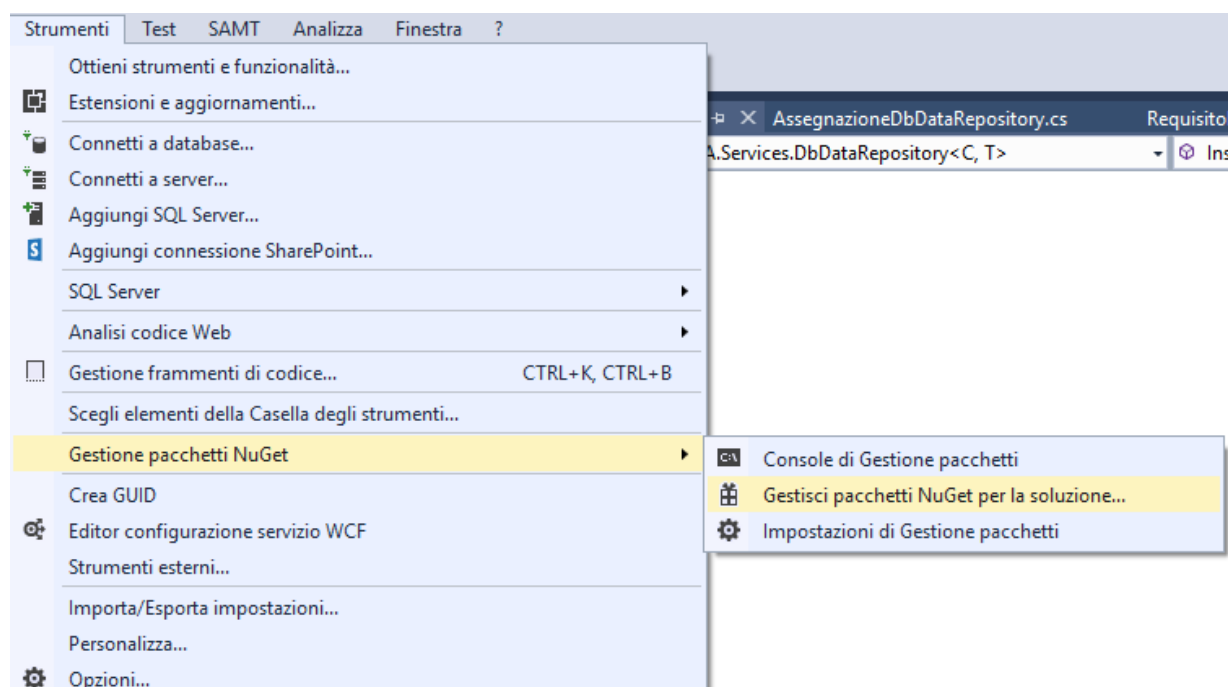 Strumenti Test SAMT Analizza Finestra ?
Ottieni strumenti e funzionalità...
Estensioni e aggiornamenti...
AssegnazioneDbDataRepository.cs Requisito
Connetti a database...
A.Services.DbDataRepository<C, T> Ins
Connetti a server...
Aggiungi SQL Server...
Aggiungi connessione SharePoint...
SQL Server
Analisi codice Web
Gestione frammenti di codice... CTRL+K, CTRL+B
Scegli elementi della Casella degli strumenti...
Gestione pacchetti NuGet
Console di Gestione pacchetti
Crea GUID
Gestisci pacchetti NuGet per la soluzione...
Editor configurazione servizio WCF
Impostazioni di Gestione pacchetti
Strumenti esterni...
Importa/Esporta impostazioni...
Personalizza...
Opzioni...